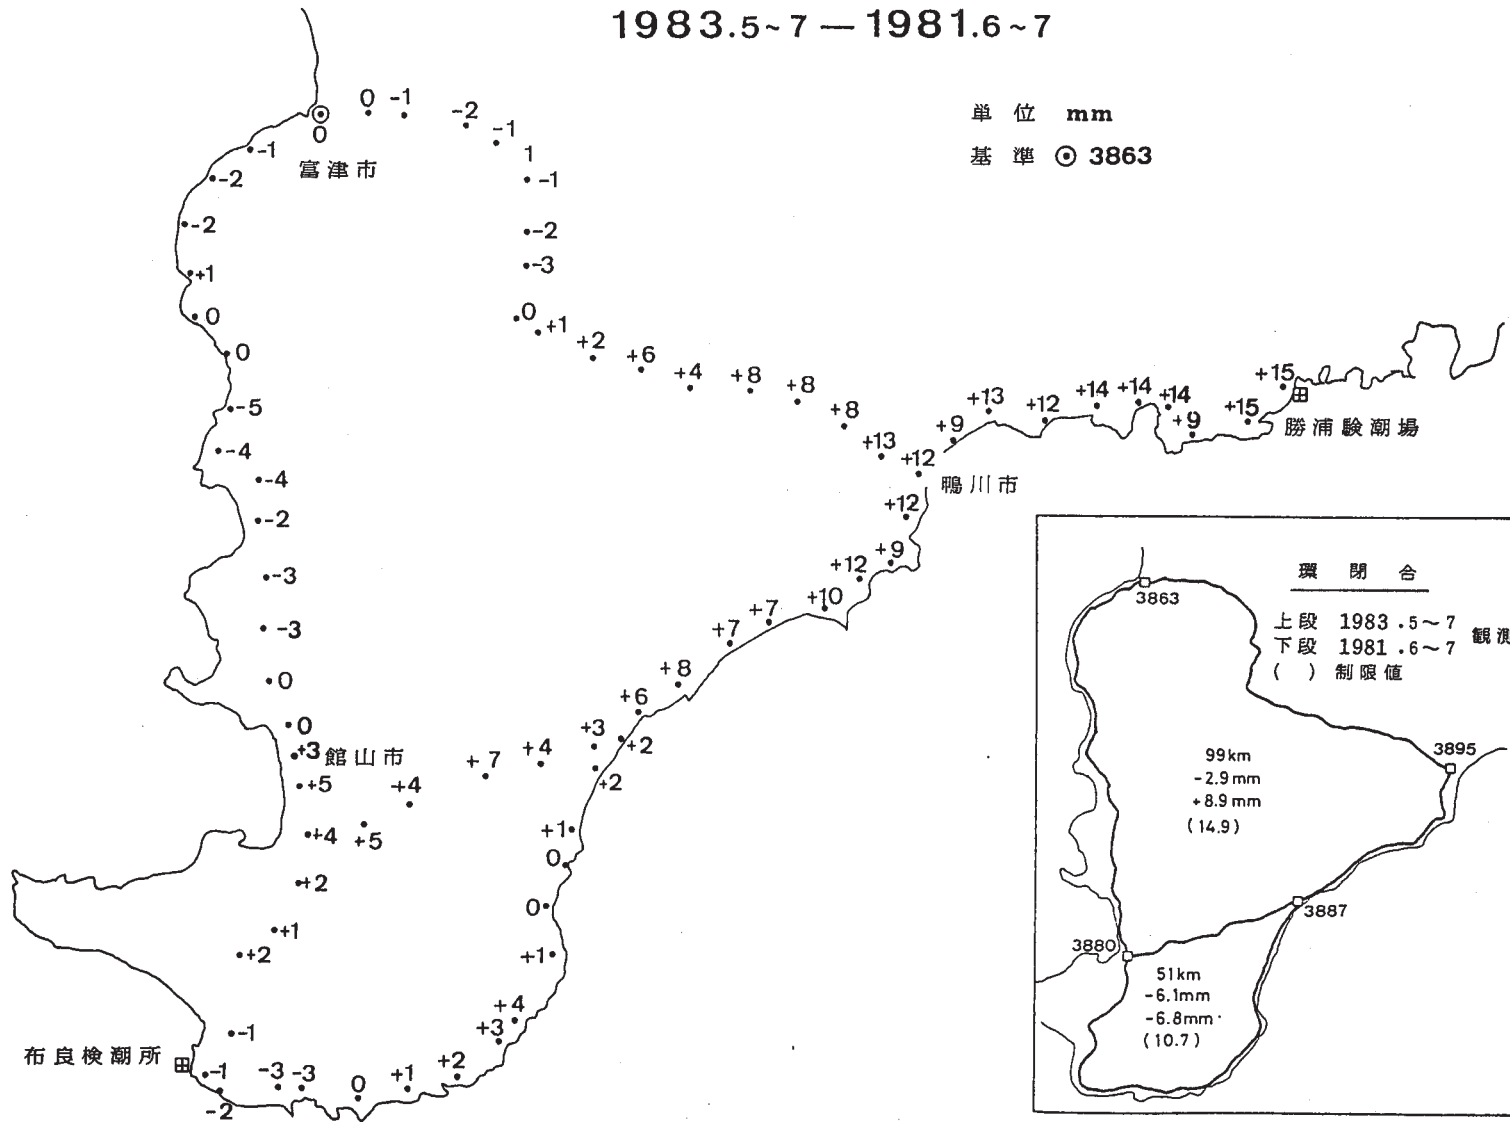 1983.5~7 — 1981.6~7
単位 mm
基準 ◉ 3863
0 -1 -2 -1 1 -1 -2 -3 0 +1 +2 +6 +4 +8 +8 +8 +13 +12
0
富津市
-1
-2
-2
+1
0
0
-5
-4
-4
-2
-3
-3
0
0
+3 館山市
+5
+4
+2
+1
+2
-1
布良検潮所
-1
-2
-3 -3 0 +1 +2 +3 +4 +1 0 0 +1 +2 +2 +3
+5 +4 +7 +4
+6 +8 +7 +7 +10 +12 +9 +12
鴨川市
+9 +13 +12 +14 +14 +14 +9 +15 +15
勝浦験潮場
環閉合
上段 1983.5~7
下段 1981.6~7
観測
( ) 制限値
3863
3895
99km
-2.9mm
+8.9mm
(14.9)
3887
3880
51km
-6.1mm
-6.8mm
(10.7)